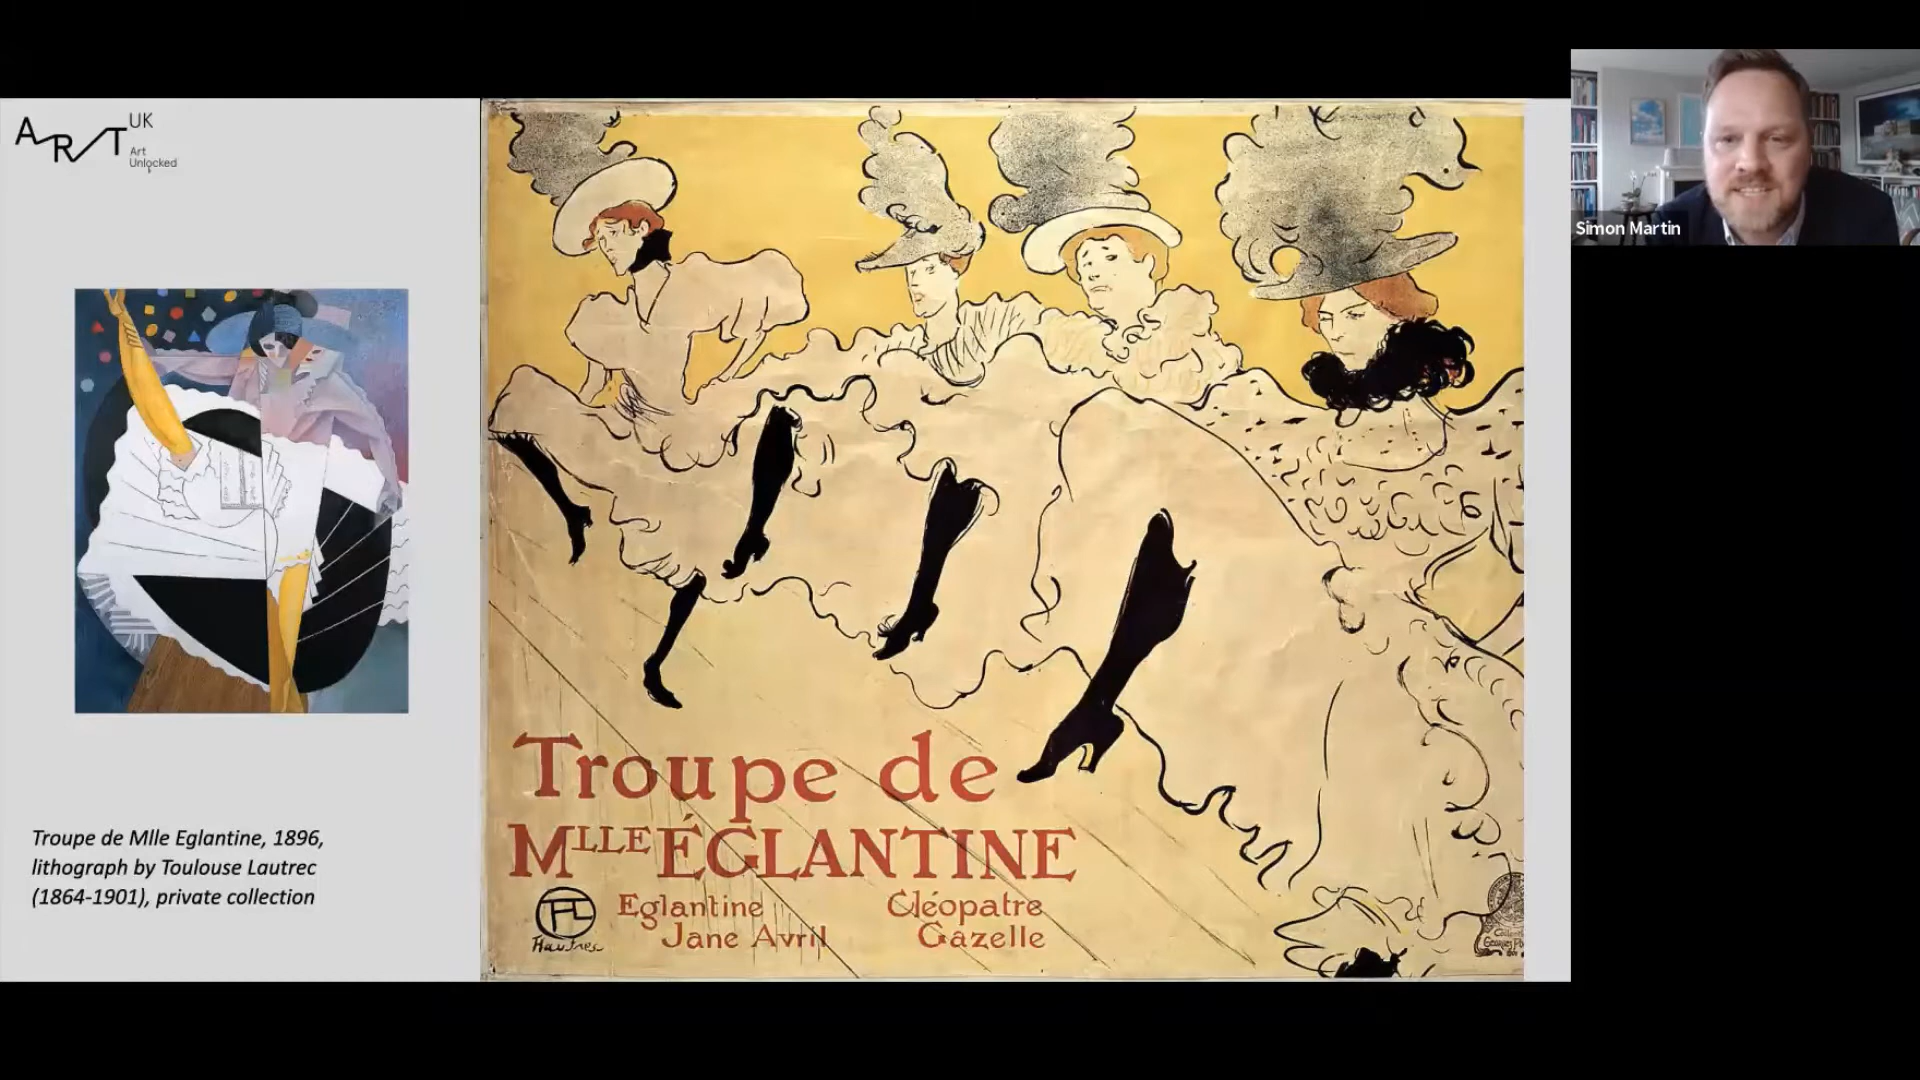 ART UK
Art
Unlocked
Simon Martin
Troupe de
MLLE ÉGLANTINE
Eglantine Cléopatre
Jane Avril Gazelle
HLautrec
Troupe de Mlle Eglantine, 1896,
lithograph by Toulouse Lautrec
(1864-1901), private collection